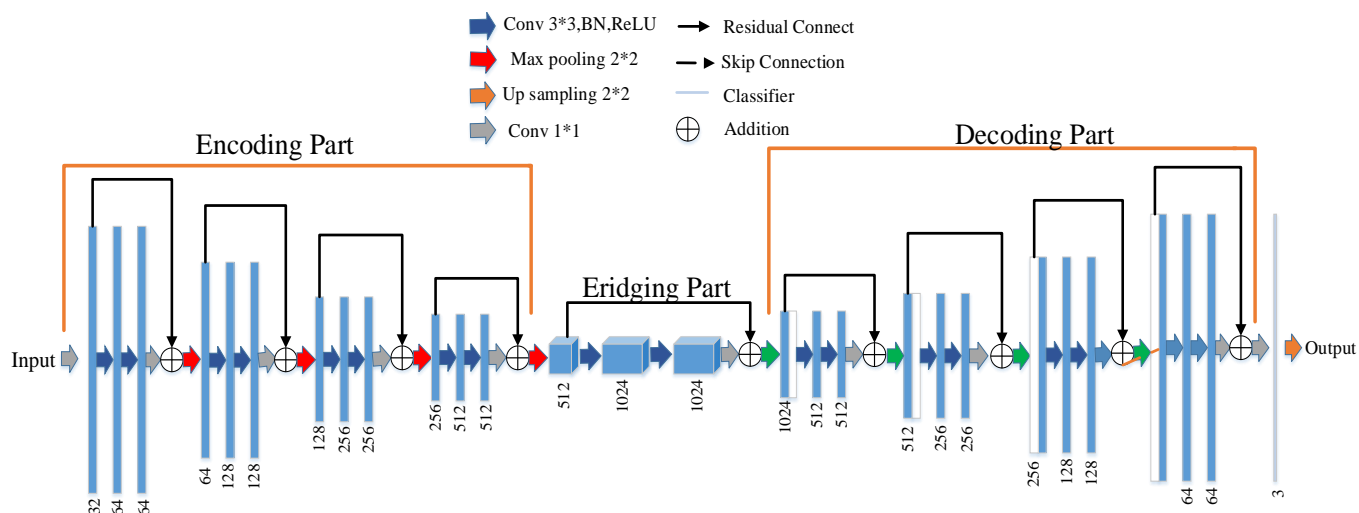 Conv 3*3,BN,ReLU
Residual Connect
Max pooling 2*2
Skip Connection
Up sampling 2*2
Classifier
Conv 1*1
Addition
Encoding Part
Decoding Part
Eridging Part
Input
Output
32
64
64
64
128
128
128
256
256
256
512
512
512
1024
1024
1024
512
512
512
256
256
256
128
128
64
64
3